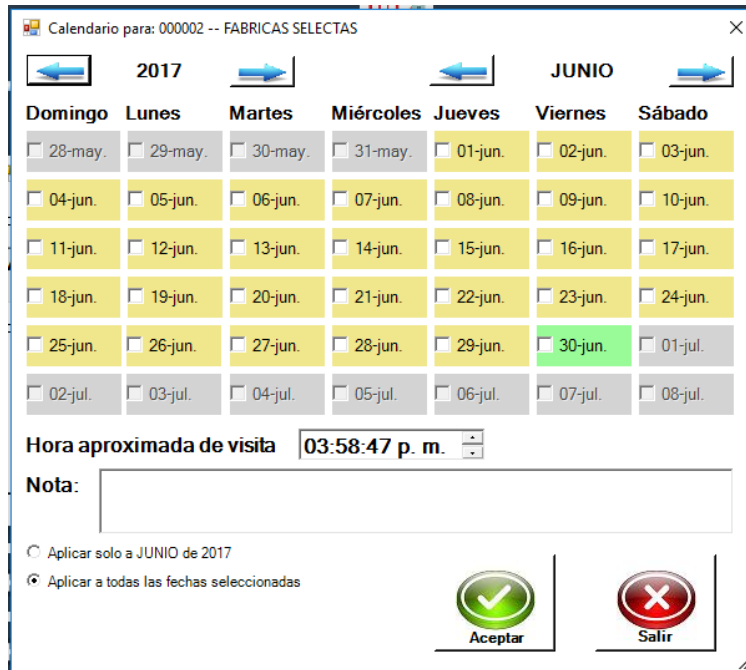 Calendario para: 000002 -- FABRICAS SELECTAS
2017 JUNIO
Domingo Lunes Martes Miércoles Jueves Viernes Sábado
28-may. 29-may. 30-may. 31-may. 01-jun. 02-jun. 03-jun.
04-jun. 05-jun. 06-jun. 07-jun. 08-jun. 09-jun. 10-jun.
11-jun. 12-jun. 13-jun. 14-jun. 15-jun. 16-jun. 17-jun.
18-jun. 19-jun. 20-jun. 21-jun. 22-jun. 23-jun. 24-jun.
25-jun. 26-jun. 27-jun. 28-jun. 29-jun. 30-jun. 01-jul.
02-jul. 03-jul. 04-jul. 05-jul. 06-jul. 07-jul. 08-jul.
Hora aproximada de visita 03:58:47 p. m.
Nota:
Aplicar solo a JUNIO de 2017
Aplicar a todas las fechas seleccionadas
Aceptar Salir